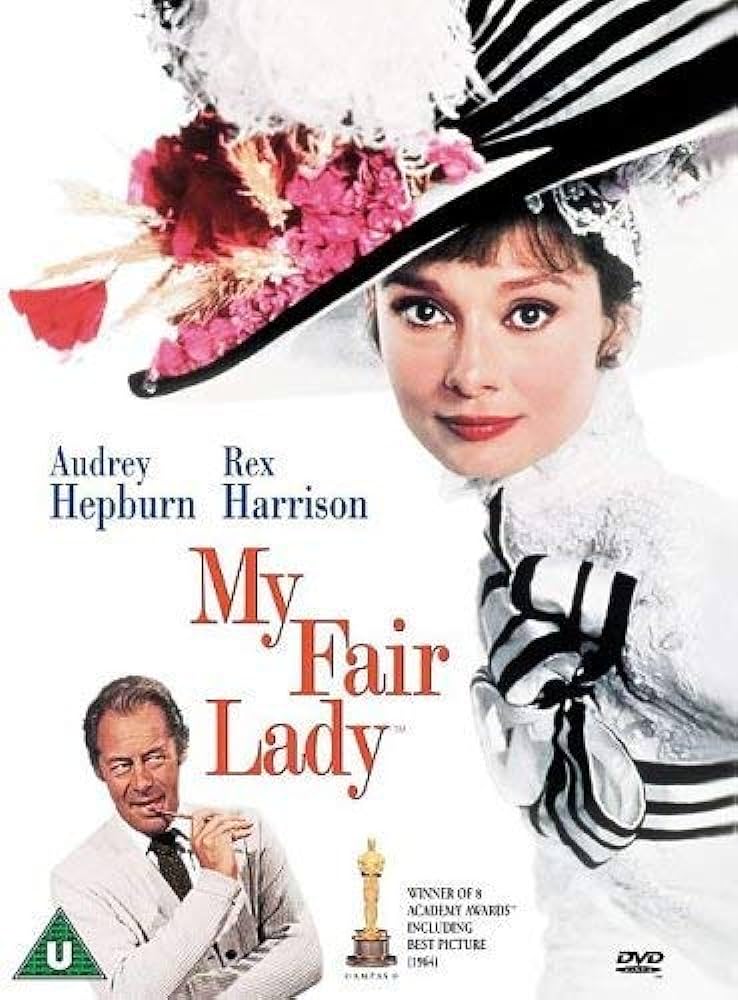 Audrey Hepburn
Rex Harrison
My
Fair
Lady™
WINNER OF 8
ACADEMY AWARDS™
INCLUDING
BEST PICTURE
(1964)
U
DVD